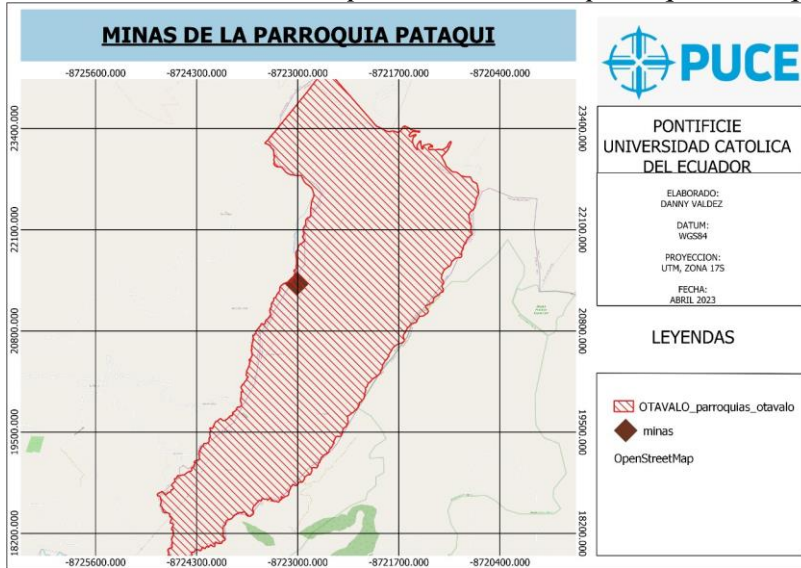 MINAS DE LA PARROQUIA PATAQUI
-8725600.000 -8724300.000 -8723000.000 -8721700.000 -8720400.000
23400.000 23400.000
22100.000 22100.000
20800.000 20800.000
19500.000 19500.000
18200.000 18200.000
-8725600.000 -8724300.000 -8723000.000 -8721700.000 -8720400.000
PUCE
PONTIFICIE
UNIVERSIDAD CATOLICA
DEL ECUADOR
ELABORADO:
DANNY VALDEZ
DATUM:
WGS84
PROYECCION:
UTM, ZONA 17S
FECHA:
ABRIL 2023
LEYENDAS
OTAVALO_parroquias_otavalo
minas
OpenStreetMap